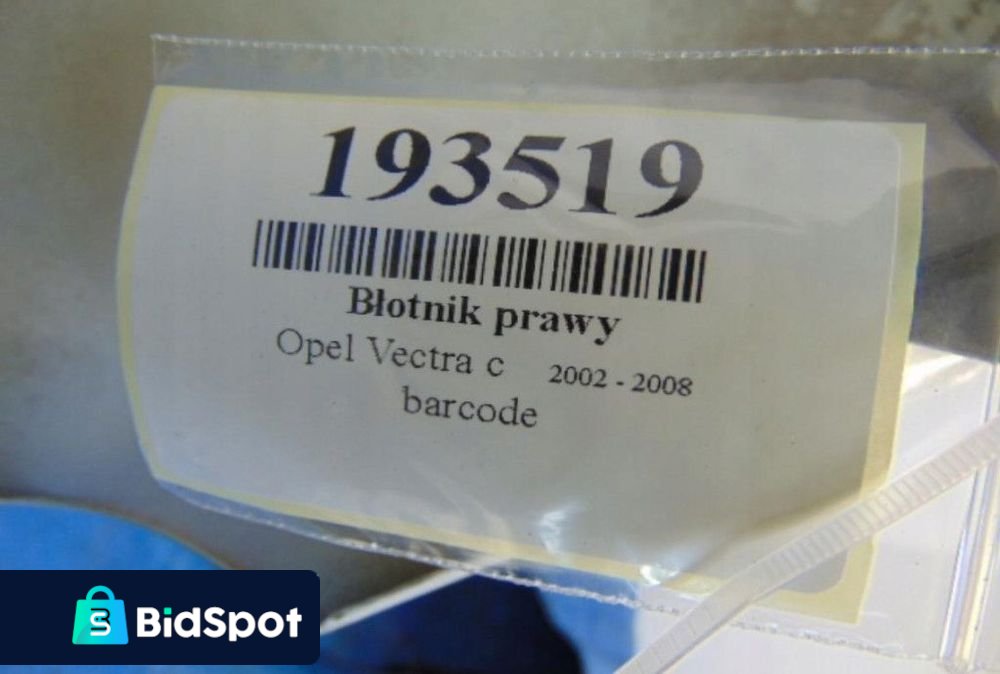 193519
Błotnik prawy
Opel Vectra c 2002 - 2008
barcode
BidSpot